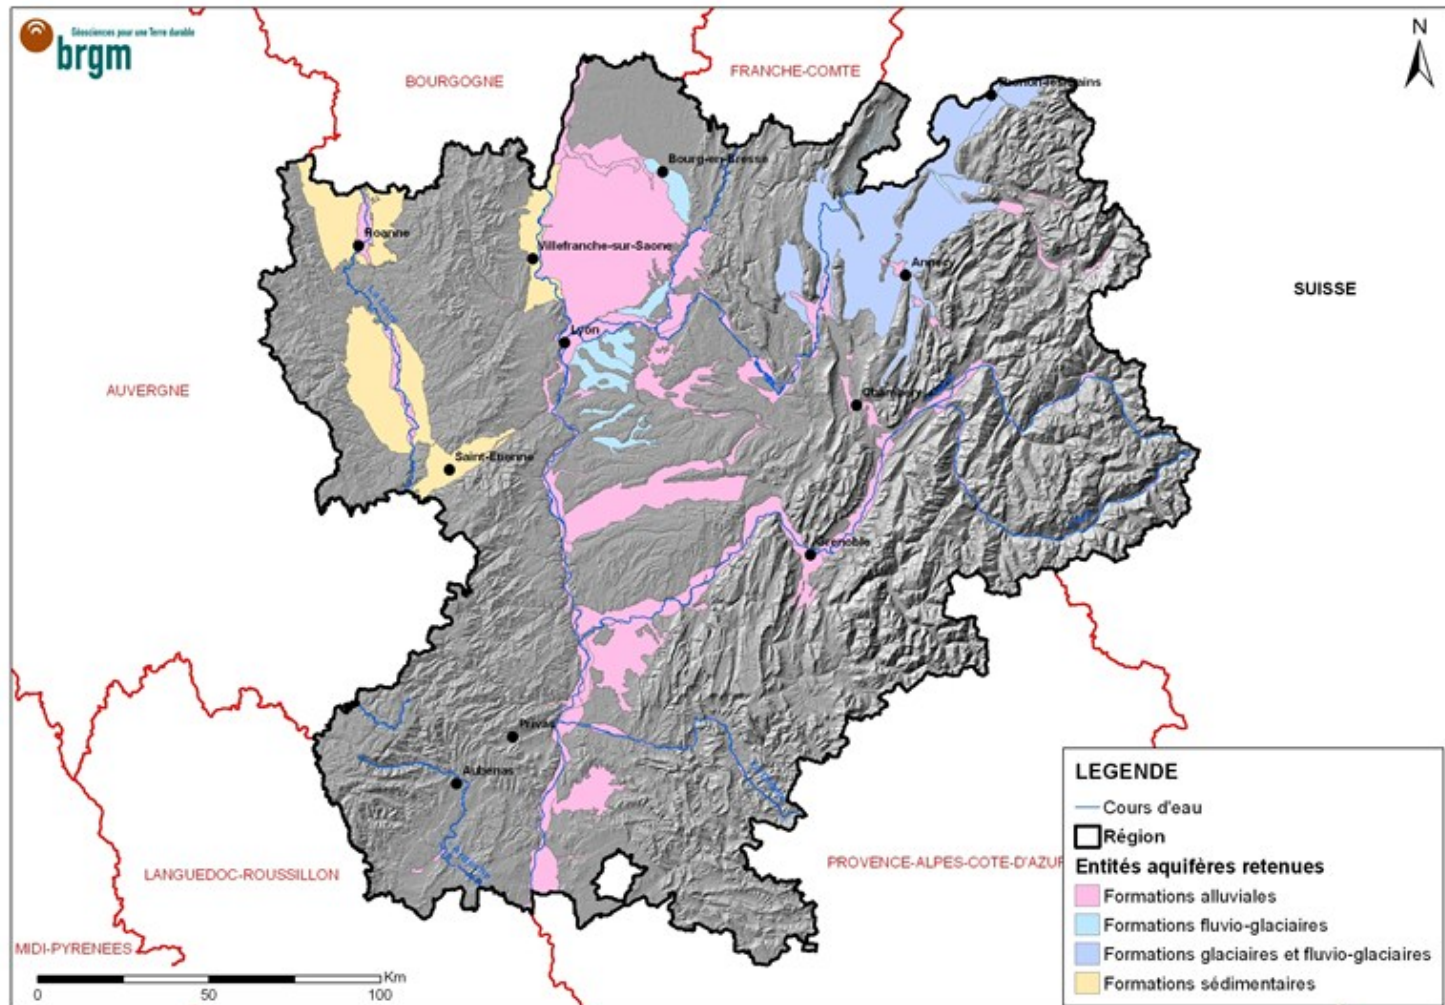 Géosciences pour une Terre durable
brgm
N
BOURGOGNE
FRANCHE-COMTE
Bourg-en-Bresse
Roanne
Villefranche-sur-Saone
Annecy
SUISSE
Lyon
AUVERGNE
Chambery
Saint-Etienne
Grenoble
Privas
Aubenas
LANGUEDOC-ROUSSILLON
PROVENCE-ALPES-COTE-D'AZUR
MIDI-PYRENEES
Km
0 50 100
LEGENDE
Cours d'eau
Région
Entités aquifères retenues
Formations alluviales
Formations fluvio-glaciaires
Formations glaciaires et fluvio-glaciaires
Formations sédimentaires